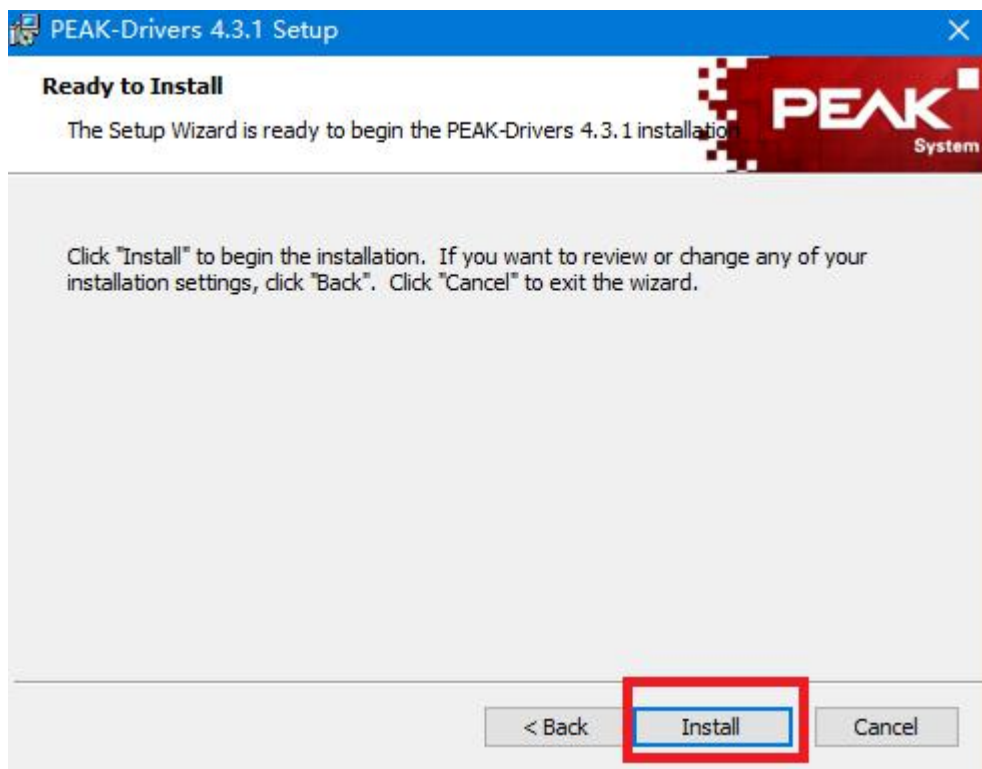 PEAK-Drivers 4.3.1 Setup
Ready to Install
The Setup Wizard is ready to begin the PEAK-Drivers 4.3.1 installation
PEAK
System
Click "Install" to begin the installation. If you want to review or change any of your
installation settings, click "Back". Click "Cancel" to exit the wizard.
< Back Install Cancel